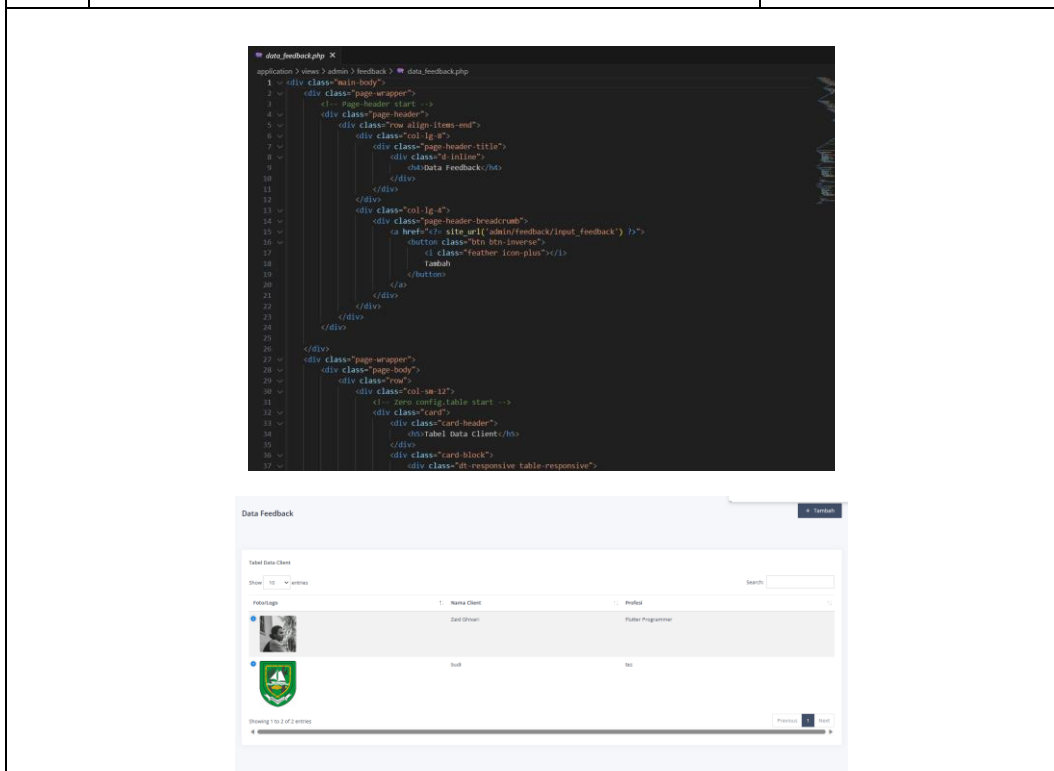 data_feedback.php ×
application > views > admin > feedback > data_feedback.php
1 <div class="main-body">
2 <div class="page-wrapper">
3 <!-- Page-header start -->
4 <div class="page-header">
5 <div class="row align-items-end">
6 <div class="col-lg-8">
7 <div class="page-header-title">
8 <div class="d-inline">
9 <h4>Data Feedback</h4>
10 </div>
11 </div>
12 </div>
13 <div class="col-lg-4">
14 <div class="page-header-breadcrumb">
15 <a href="<?= site_url('admin/feedback/input_feedback') ?>">
16 <button class="btn btn-inverse">
17 <i class="feather icon-plus"></i>
18 Tambah
19 </button>
20 </a>
21 </div>
22 </div>
23 </div>
24 </div>
25
26 </div>
27 <div class="page-wrapper">
28 <div class="page-body">
29 <div class="row">
30 <div class="col-sm-12">
31 <!-- Zero config.table start -->
32 <div class="card">
33 <div class="card-header">
34 <h5>Tabel Data Client</h5>
35 </div>
36 <div class="card-block">
37 <div class="dt-responsive table-responsive">
Data Feedback
+ Tambah
Tabel Data Client
Show 10 entries
Search:
Foto/Logo Nama Client Profesi
Zaid Ghivari Flutter Programmer
Showing 1 to 2 of 2 entries
Previous 1 Next